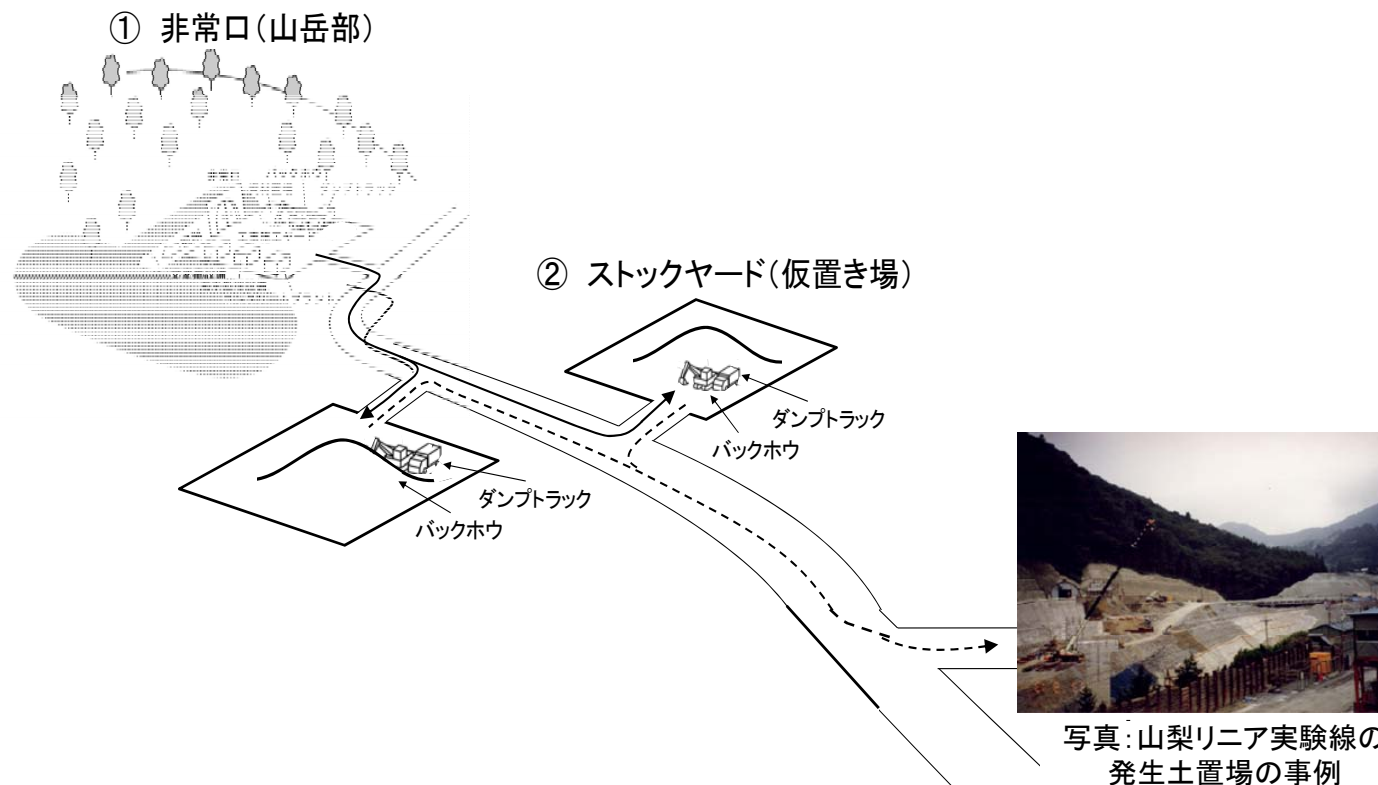 ① 非常口(山岳部)
② ストックヤード(仮置き場)
ダンプトラック
バックホウ
ダンプトラック
バックホウ
写真:山梨リニア実験線の
発生土置場の事例